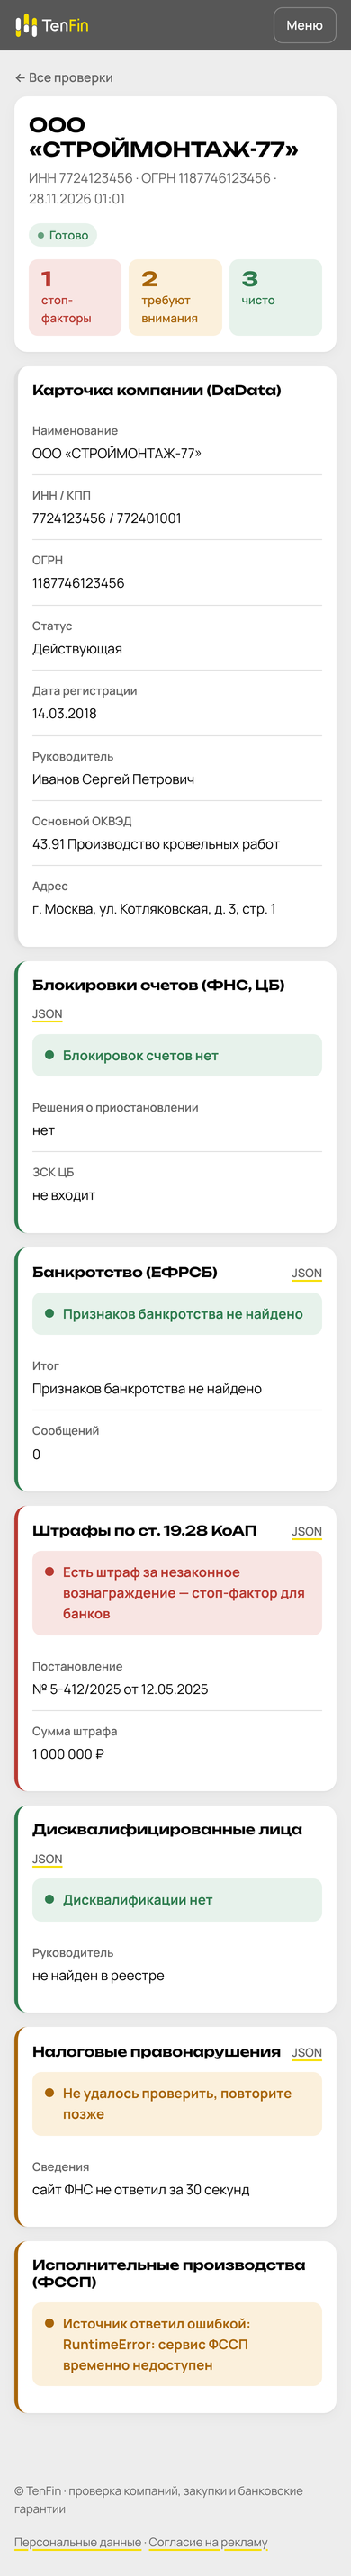 TenFin
Меню
← Все проверки
ООО
«СТРОЙМОНТАЖ-77»
ИНН 7724123456 · ОГРН 1187746123456 ·
28.11.2026 01:01
Готово
1
стоп-
факторы
2
требуют
внимания
3
чисто
Карточка компании (DaData)
Наименование
ООО «СТРОЙМОНТАЖ-77»
ИНН / КПП
7724123456 / 772401001
ОГРН
1187746123456
Статус
Действующая
Дата регистрации
14.03.2018
Руководитель
Иванов Сергей Петрович
Основной ОКВЭД
43.91 Производство кровельных работ
Адрес
г. Москва, ул. Котляковская, д. 3, стр. 1
Блокировки счетов (ФНС, ЦБ)
JSON
Блокировок счетов нет
Решения о приостановлении
нет
ЗСК ЦБ
не входит
Банкротство (ЕФРСБ)
JSON
Признаков банкротства не найдено
Итог
Признаков банкротства не найдено
Сообщений
0
Штрафы по ст. 19.28 КоАП
JSON
Есть штраф за незаконное
вознаграждение — стоп-фактор для
банков
Постановление
№ 5-412/2025 от 12.05.2025
Сумма штрафа
1 000 000 ₽
Дисквалифицированные лица
JSON
Дисквалификации нет
Руководитель
не найден в реестре
Налоговые правонарушения
JSON
Не удалось проверить, повторите
позже
Сведения
сайт ФНС не ответил за 30 секунд
Исполнительные производства
(ФССП)
Источник ответил ошибкой:
RuntimeError: сервис ФССП
временно недоступен
© TenFin · проверка компаний, закупки и банковские
гарантии
Персональные данные · Согласие на рекламу